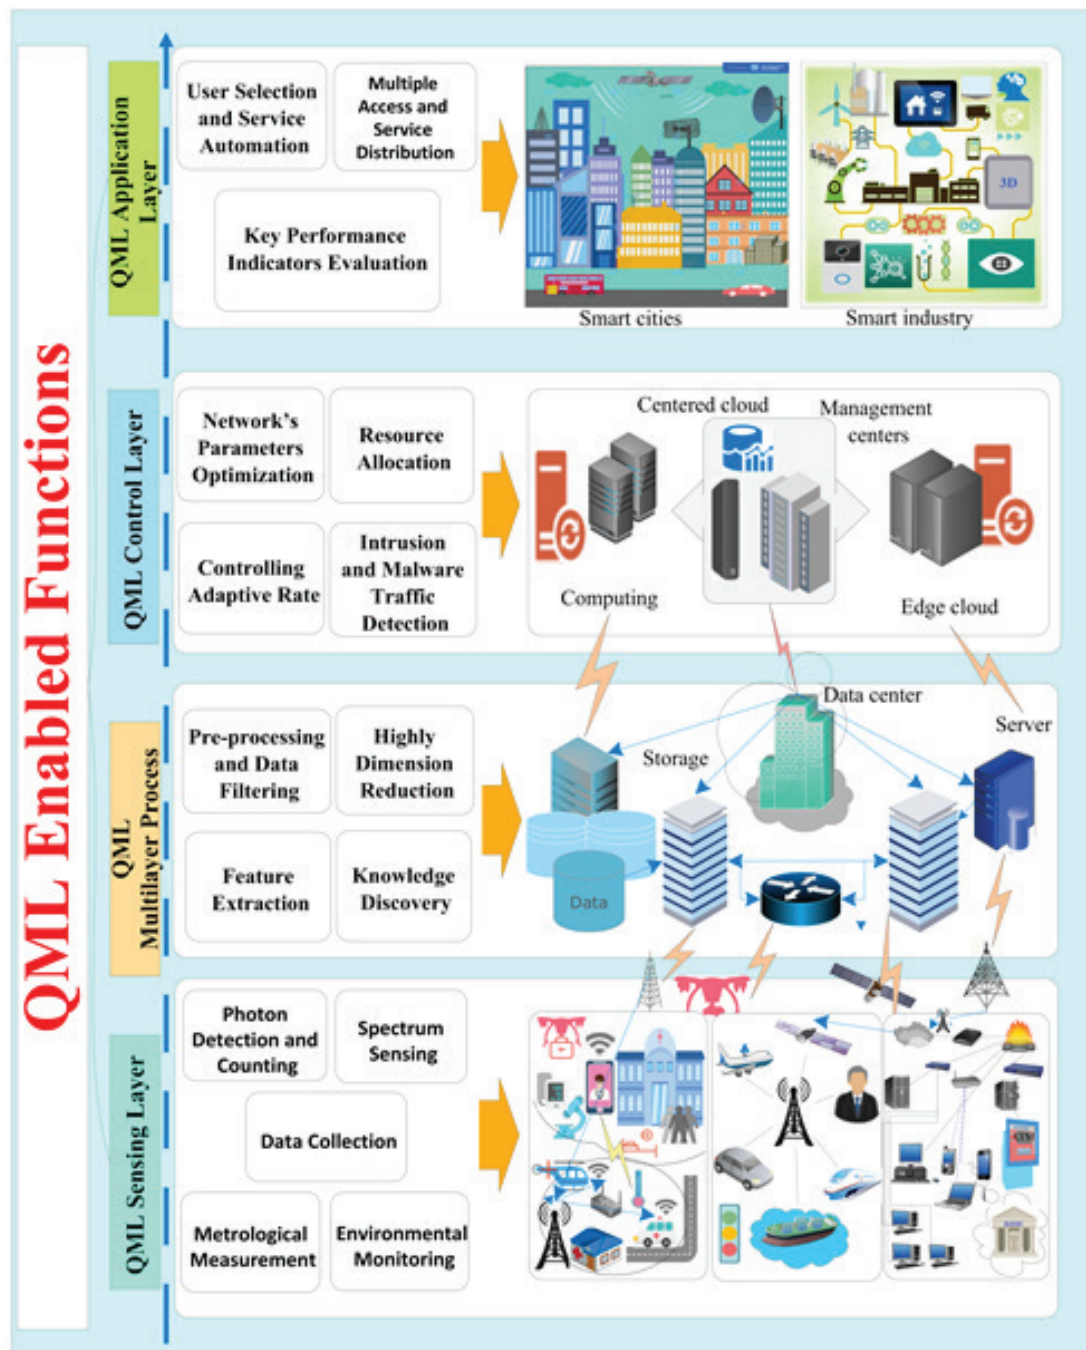 QML Enabled Functions
QML Application
Layer
User Selection
and Service
Automation
Multiple
Access and
Service
Distribution
Key Performance
Indicators Evaluation
Smart cities
3D
Smart industry
QML Control Layer
Network's
Parameters
Optimization
Resource
Allocation
Controlling
Adaptive Rate
Intrusion
and Malware
Traffic
Detection
Centered cloud
Management
centers
Computing
Edge cloud
QML
Multilayer Process
Pre-processing
and Data
Filtering
Highly
Dimension
Reduction
Feature
Extraction
Knowledge
Discovery
Data center
Storage
Server
Data
QML Sensing Layer
Photon
Detection and
Counting
Spectrum
Sensing
Data Collection
Metrological
Measurement
Environmental
Monitoring